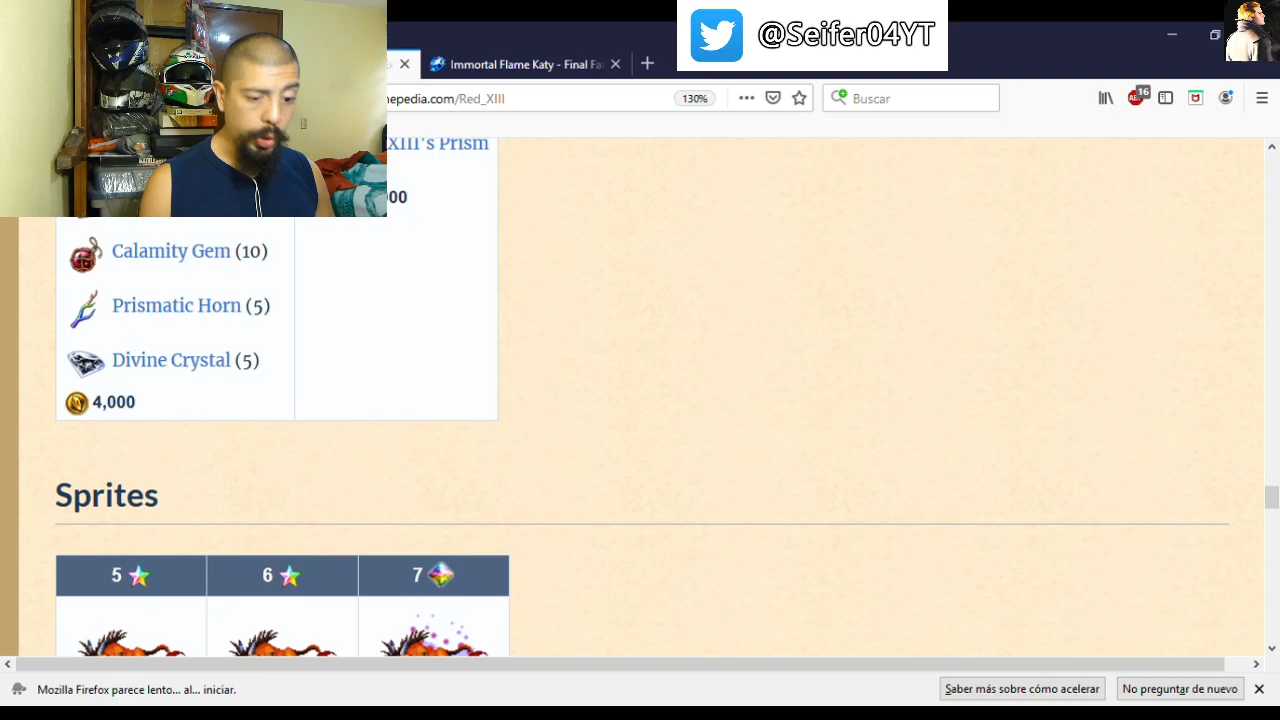 @Seifer04YT
Immortal Flame Katy - Final Fa
nepedia.com/Red_XIII
130%
Buscar
16
XIII's Prism
00
Calamity Gem (10)
Prismatic Horn (5)
Divine Crystal (5)
4,000
Sprites
5
6
7
Mozilla Firefox parece lento... al... iniciar.
Saber más sobre cómo acelerar
No preguntar de nuevo